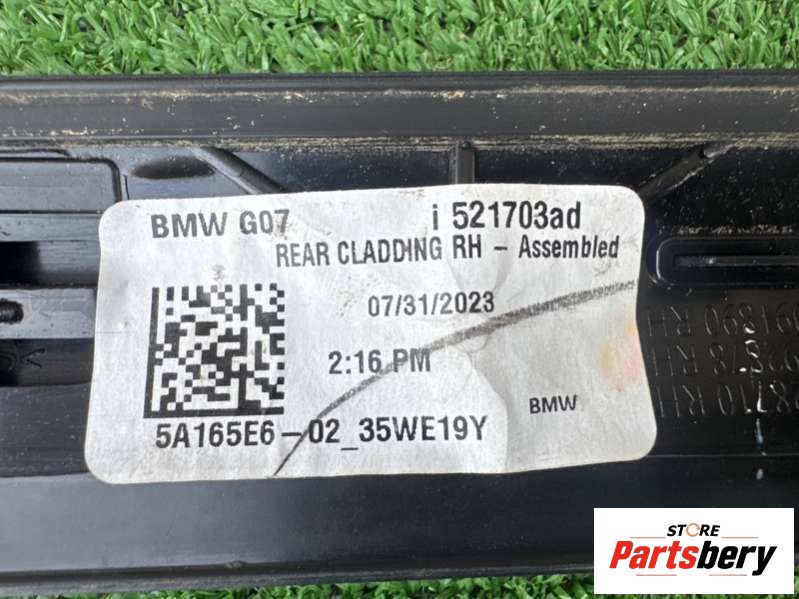 BMW G07 i 521703ad
REAR CLADDING RH - Assembled
07/31/2023
2:16 PM
BMW
5A165E6-02_35WE19Y
STORE
Partsbery